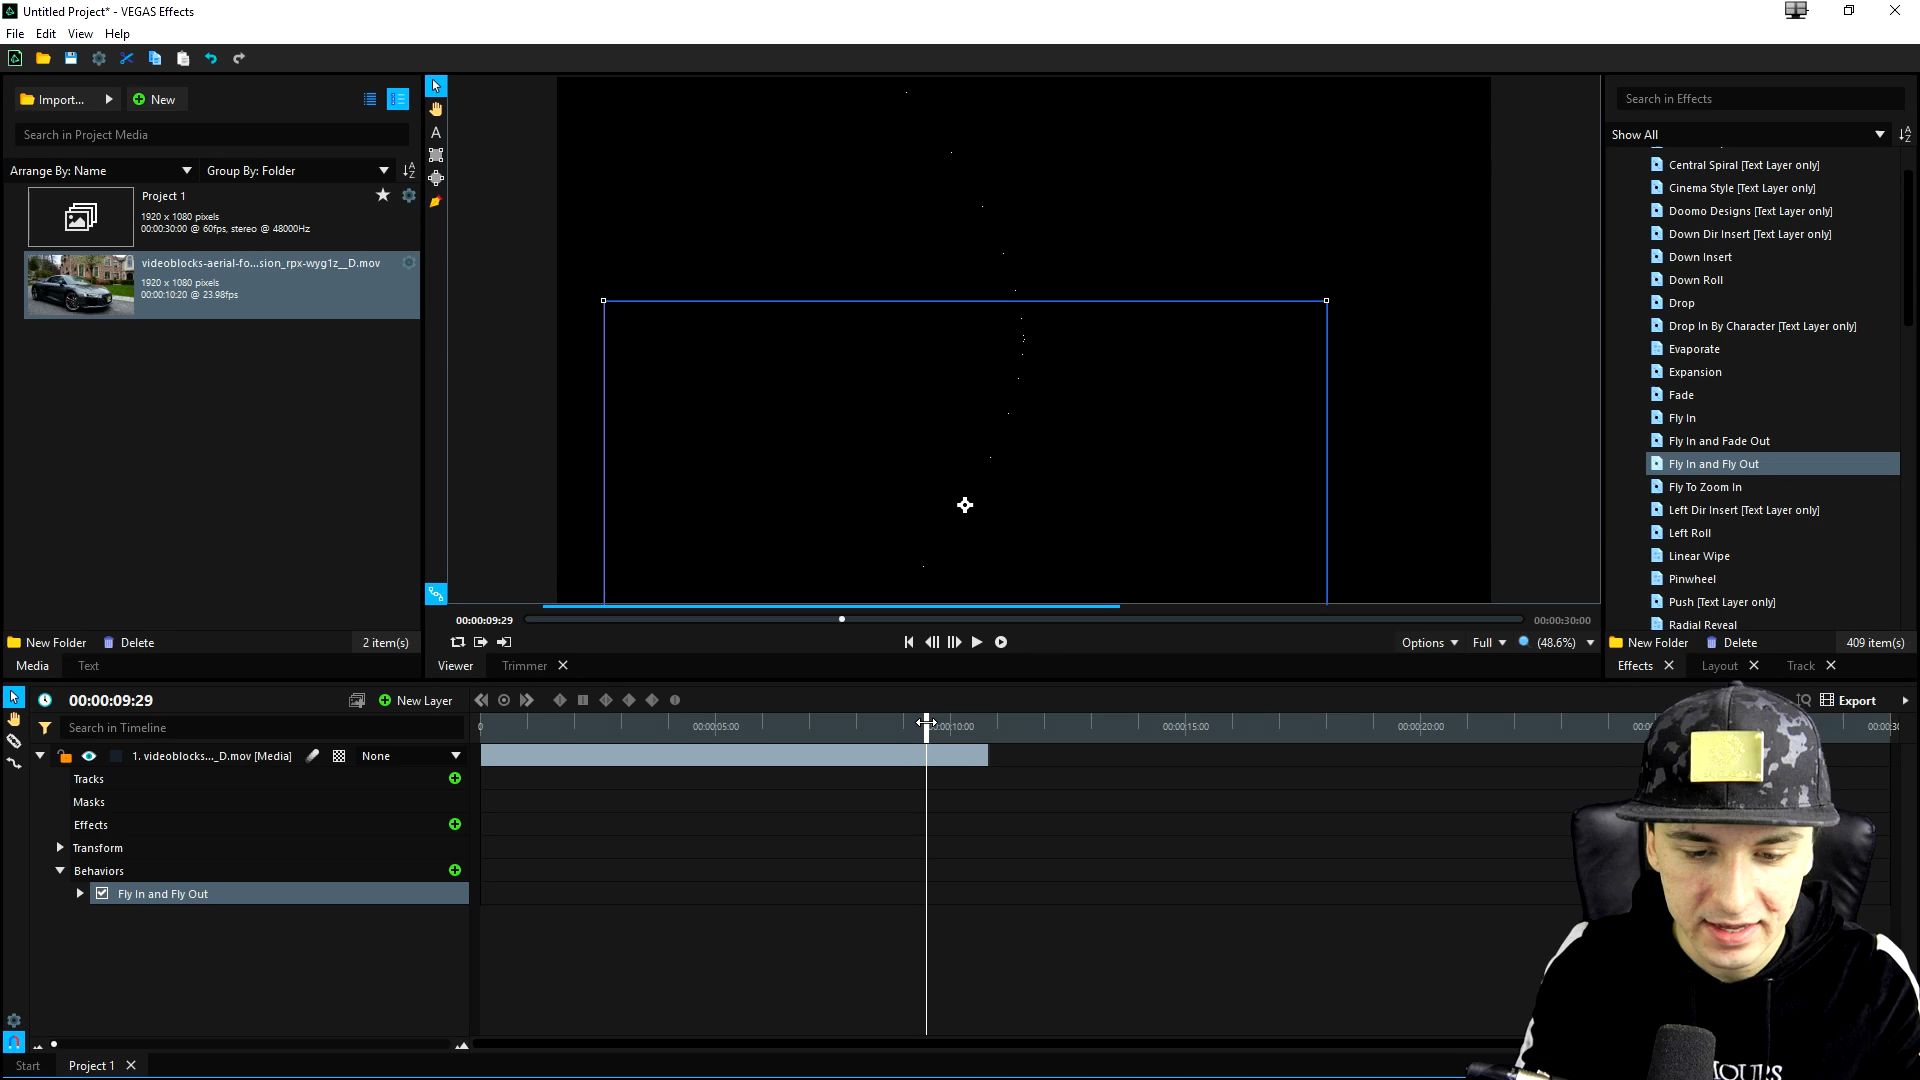 Untitled Project* - VEGAS Effects
File Edit View Help
Import... New
Search in Project Media
Arrange By: Name Group By: Folder
Project 1
1920 x 1080 pixels
00:00:30:00 @ 60fps, stereo @ 48000Hz
videoblocks-aerial-fo...sion_rpx-wyg1z__D.mov
1920 x 1080 pixels
00:00:10:20 @ 23.98fps
New Folder Delete 2 item(s)
Media Text
A
00:00:09:29 00:00:30:00
Options Full (48.6%)
Viewer Trimmer
Search in Effects
Show All
Central Spiral [Text Layer only]
Cinema Style [Text Layer only]
Doomo Designs [Text Layer only]
Down Dir Insert [Text Layer only]
Down Insert
Down Roll
Drop
Drop In By Character [Text Layer only]
Evaporate
Expansion
Fade
Fly In
Fly In and Fade Out
Fly In and Fly Out
Fly To Zoom In
Left Dir Insert [Text Layer only]
Left Roll
Linear Wipe
Pinwheel
Push [Text Layer only]
Radial Reveal
New Folder Delete 409 item(s)
Effects Layout Track
00:00:09:29 New Layer Export
Search in Timeline
0 00:00:05:00 00:00:10:00 00:00:15:00 00:00:20:00
1. videoblocks..._D.mov [Media] None
Tracks
Masks
Effects
Transform
Behaviors
Fly In and Fly Out
Start Project 1